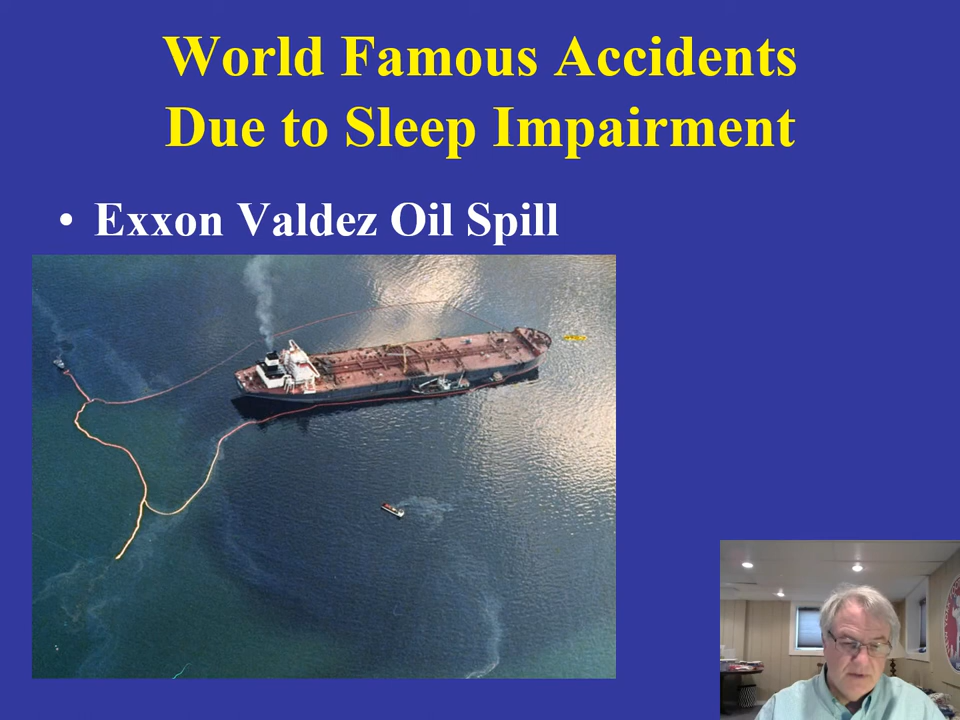 World Famous Accidents
Due to Sleep Impairment
• Exxon Valdez Oil Spill